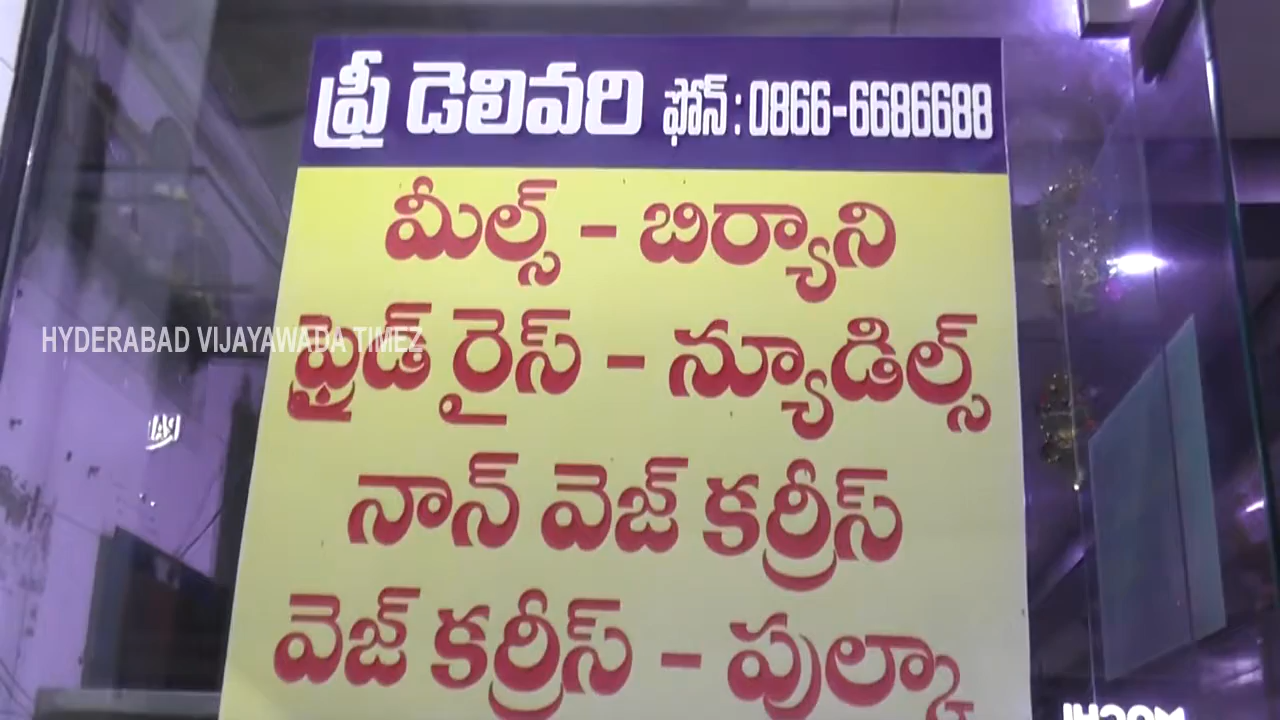 ఫ్రీ డెలివరి ఫోన్ : 0866-6686688
మీల్స్ - బిర్యాని
HYDERABAD VIJAYAWADA TIMEZ
ఫ్రైడ్ రైస్ - న్యూడిల్స్
నాన్ వెజ్ కర్రీస్
వెజ్ కర్రీస్ - పుల్కా